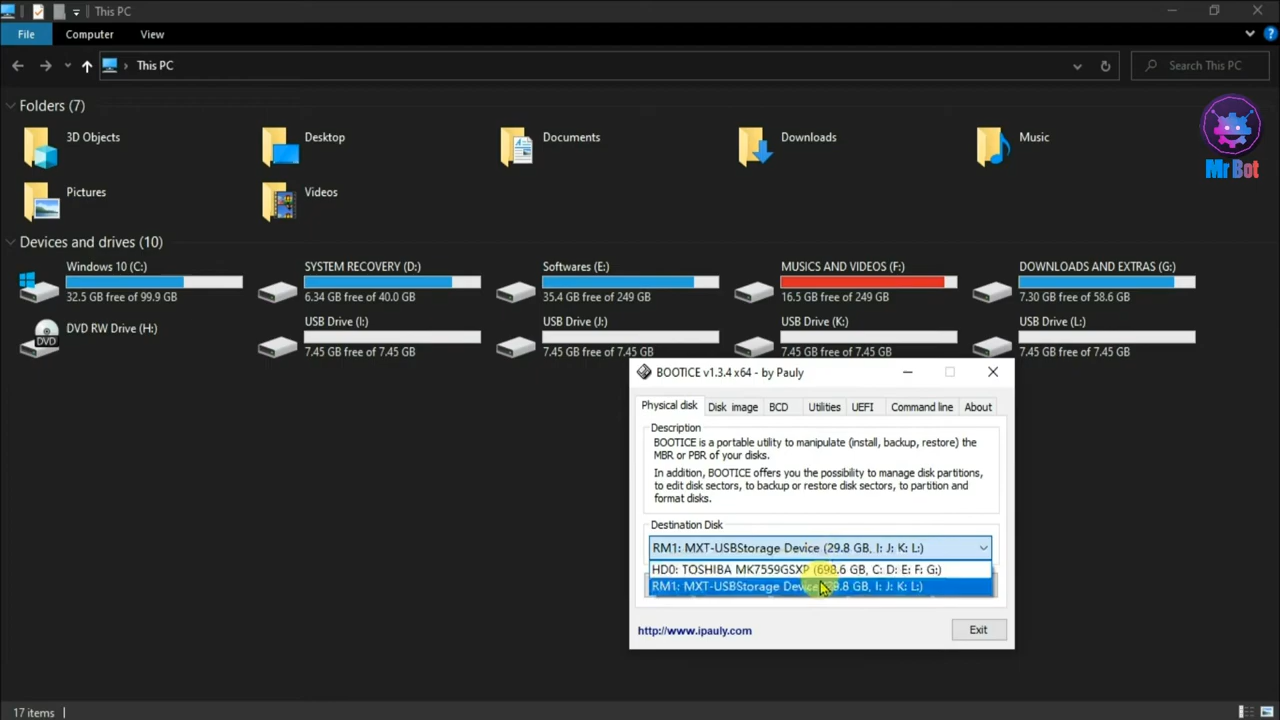 This PC
File
Computer
View
This PC
Search This PC
Folders (7)
3D Objects
Desktop
Documents
Downloads
Music
Mr Bot
Pictures
Videos
Devices and drives (10)
Windows 10 (C:)
32.5 GB free of 99.9 GB
SYSTEM RECOVERY (D:)
6.34 GB free of 40.0 GB
Softwares (E:)
35.4 GB free of 249 GB
MUSICS AND VIDEOS (F:)
16.5 GB free of 249 GB
DOWNLOADS AND EXTRAS (G:)
7.30 GB free of 58.6 GB
DVD
DVD RW Drive (H:)
USB Drive (I:)
7.45 GB free of 7.45 GB
USB Drive (J:)
7.45 GB free of 7.45 GB
USB Drive (K:)
7.45 GB free of 7.45 GB
USB Drive (L:)
7.45 GB free of 7.45 GB
BOOTICE v1.3.4 x64 - by Pauly
Physical disk
Disk image
BCD
Utilities
UEFI
Command line
About
Description
BOOTICE is a portable utility to manipulate (install, backup, restore) the
MBR or PBR of your disks.
In addition, BOOTICE offers you the possibility to manage disk partitions,
to edit disk sectors, to backup or restore disk sectors, to partition and
format disks.
Destination Disk
RM1: MXT-USBStorage Device (29.8 GB, I: J: K: L:)
HD0: TOSHIBA MK7559GSXP (698.6 GB, C: D: E: F: G:)
RM1: MXT-USBStorage Device (29.8 GB, I: J: K: L:)
http://www.ipauly.com
Exit
17 items